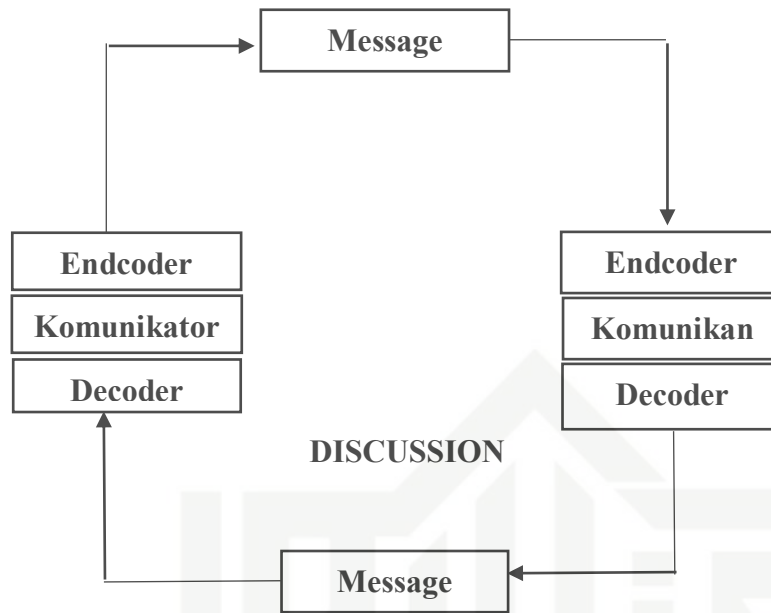 Message
Endcoder
Komunikator
Decoder
Endcoder
Komunikan
Decoder
DISCUSSION
Message